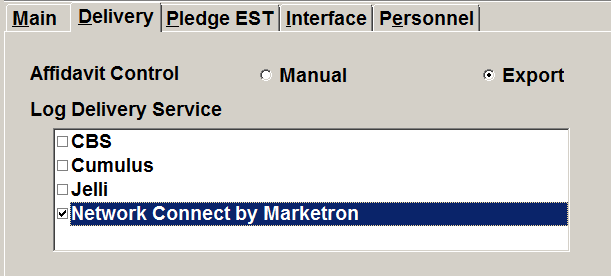 Main Delivery Pledge EST Interface Personnel
Affidavit Control Manual Export
Log Delivery Service
CBS
Cumulus
Jelli
Network Connect by Marketron